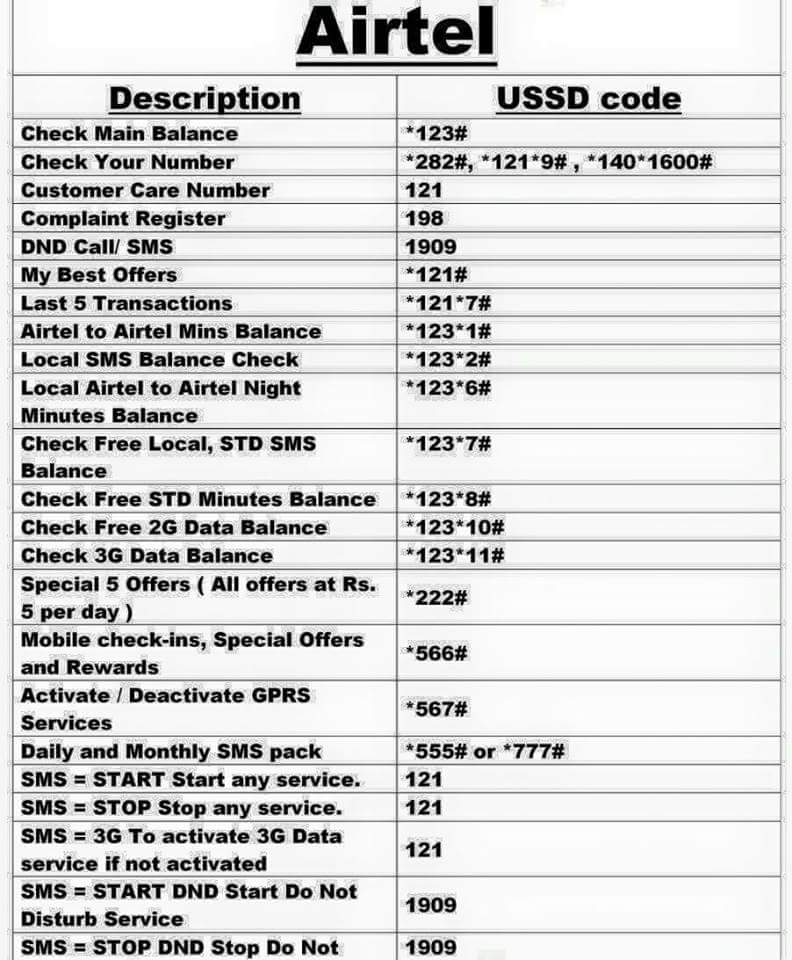 Airtel
Description USSD code
Check Main Balance *123#
Check Your Number *282#, *121*9# , *140*1600#
Customer Care Number 121
Complaint Register 198
DND Call/ SMS 1909
My Best Offers *121#
Last 5 Transactions *121*7#
Airtel to Airtel Mins Balance *123*1#
Local SMS Balance Check *123*2#
Local Airtel to Airtel Night *123*6#
Minutes Balance
Check Free Local, STD SMS *123*7#
Balance
Check Free STD Minutes Balance *123*8#
Check Free 2G Data Balance *123*10#
Check 3G Data Balance *123*11#
Special 5 Offers ( All offers at Rs.
5 per day )
*222#
Mobile check-ins, Special Offers
and Rewards
*566#
Activate / Deactivate GPRS
Services
*567#
Daily and Monthly SMS pack *555# or *777#
SMS = START Start any service. 121
SMS = STOP Stop any service. 121
SMS = 3G To activate 3G Data
service if not activated
121
SMS = START DND Start Do Not
Disturb Service
1909
SMS = STOP DND Stop Do Not 1909